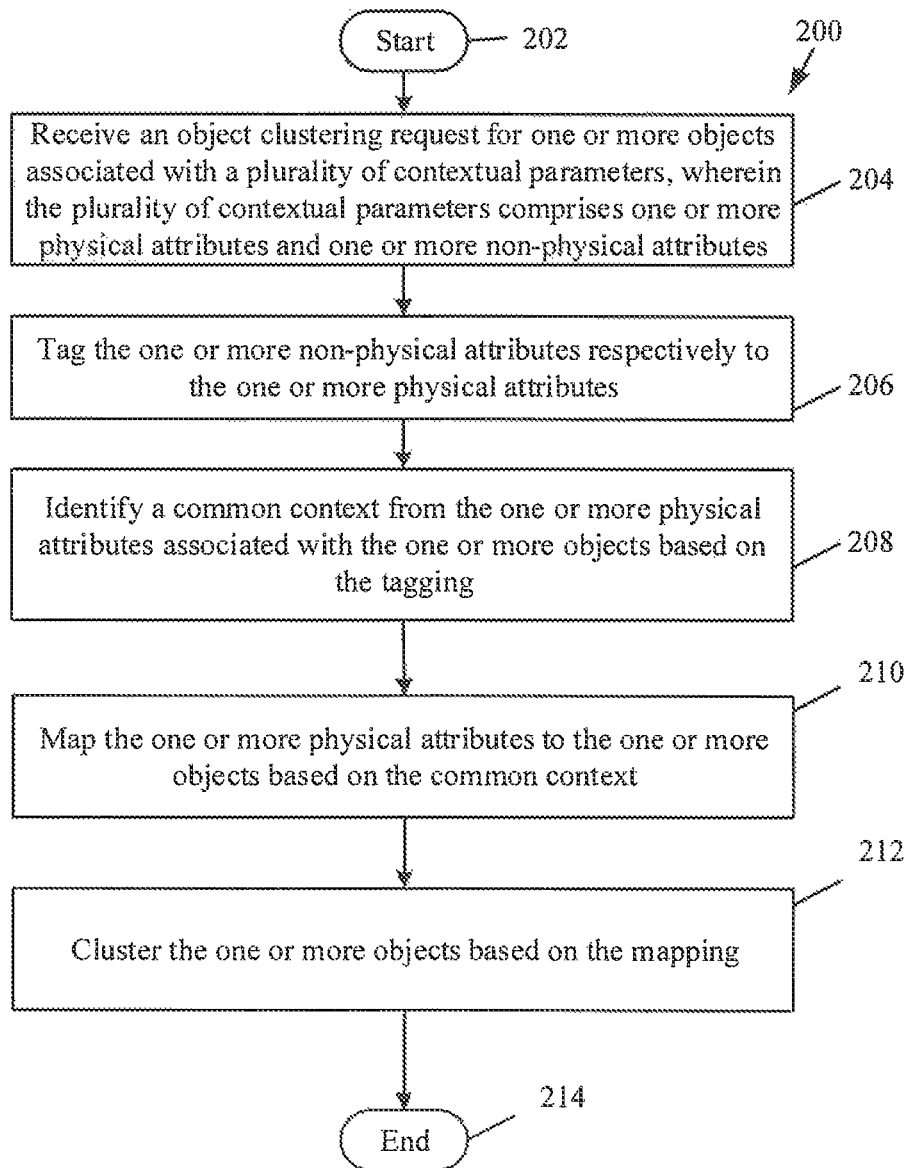 Start
202
200
Receive an object clustering request for one or more objects
associated with a plurality of contextual parameters, wherein
the plurality of contextual parameters comprises one or more
physical attributes and one or more non-physical attributes
204
Tag the one or more non-physical attributes respectively to
the one or more physical attributes
206
Identify a common context from the one or more physical
attributes associated with the one or more objects based on
the tagging
208
210
Map the one or more physical attributes to the one or more
objects based on the common context
212
Cluster the one or more objects based on the mapping
214
End